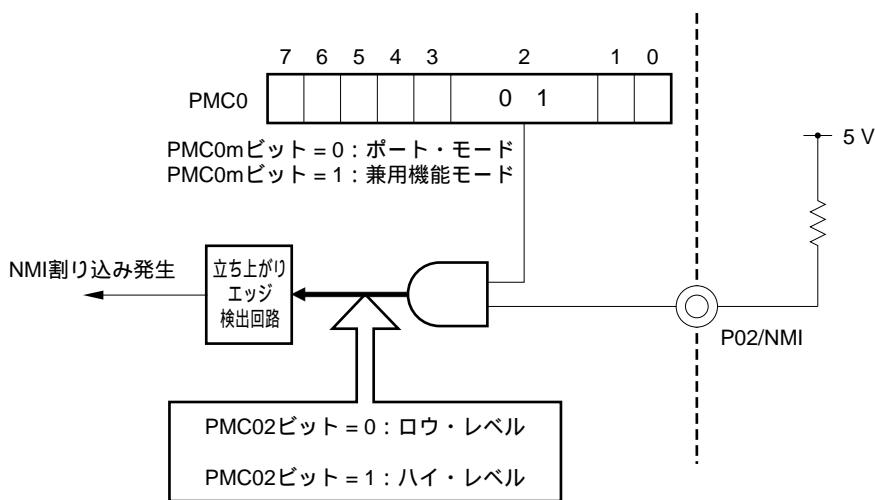 7 6 5 4 3 2 1 0
PMC0
0 1
5 V
PMC0mビット = 0：ポート・モード
PMC0mビット = 1：兼用機能モード
NMI割り込み発生
立ち上がり
エッジ
検出回路
P02/NMI
PMC02ビット = 0：ロウ・レベル
PMC02ビット = 1：ハイ・レベル